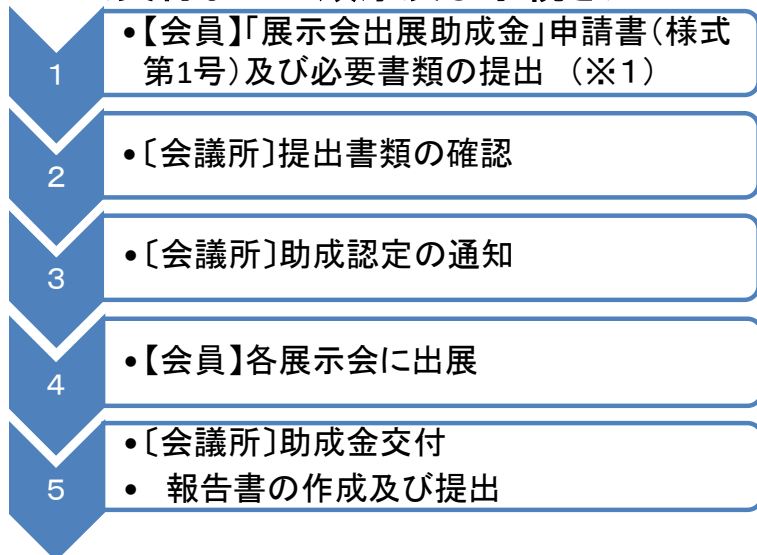 1
•【会員】「展示会出展助成金」申請書(様式
第1号)及び必要書類の提出 (※1)
2
•〔会議所〕提出書類の確認
3
•〔会議所〕助成認定の通知
4
•【会員】各展示会に出展
5
•〔会議所〕助成金交付
• 報告書の作成及び提出